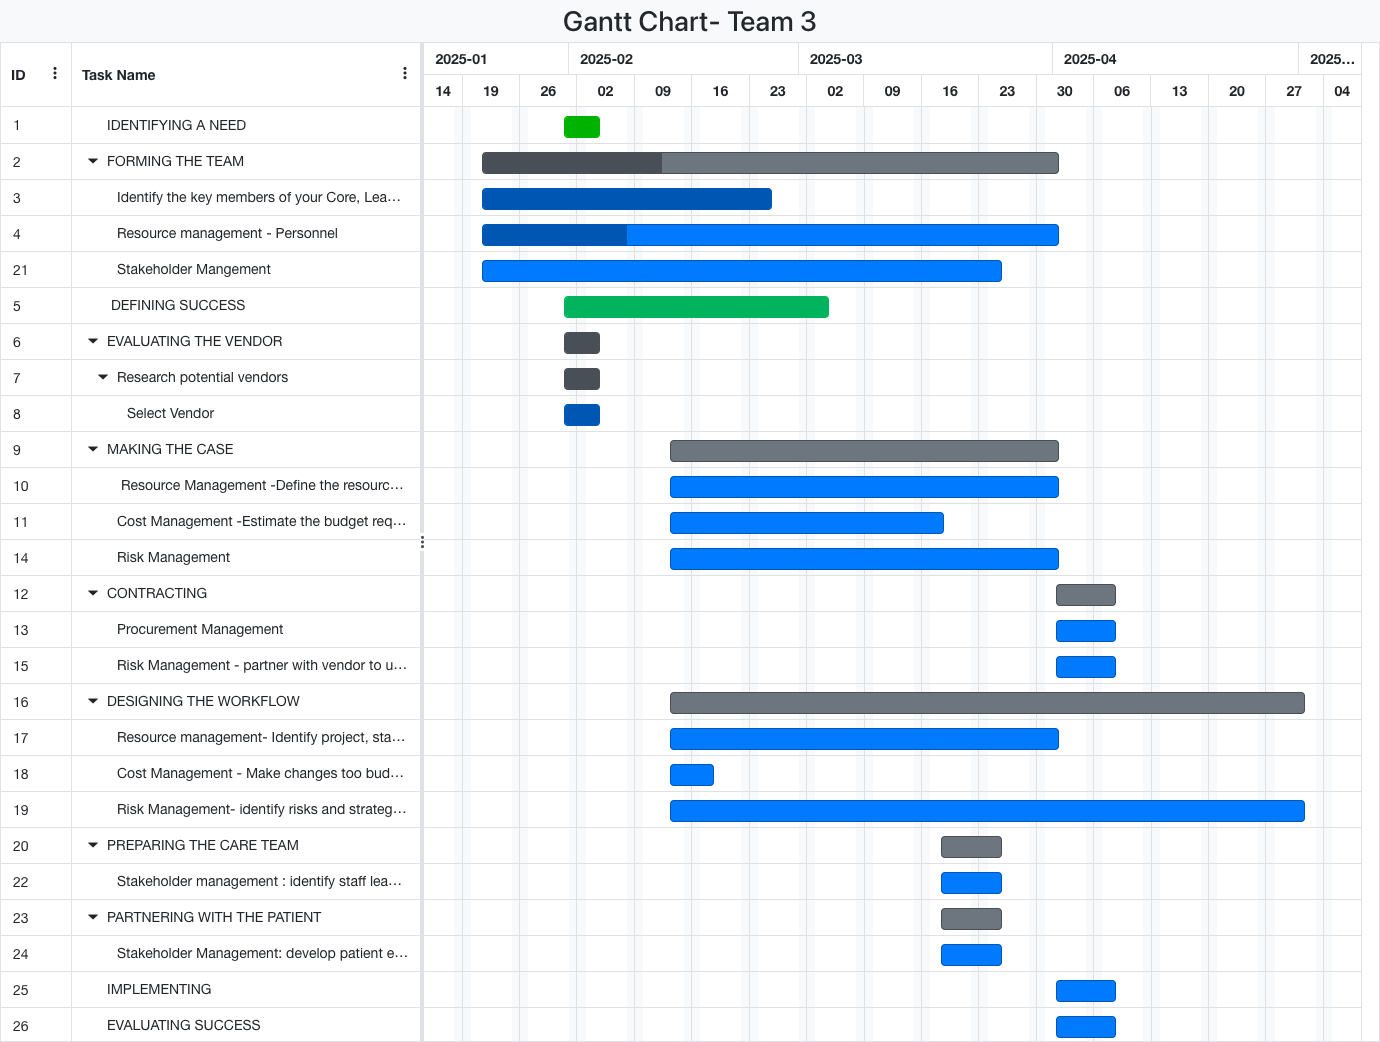 Gantt Chart- Team 3
ID Task Name 2025-01 2025-02 2025-03 2025-04 2025...
14 19 26 02 09 16 23 02 09 16 23 30 06 13 20 27 04
1 IDENTIFYING A NEED
2 FORMING THE TEAM
3 Identify the key members of your Core, Lea...
4 Resource management - Personnel
21 Stakeholder Mangement
5 DEFINING SUCCESS
6 EVALUATING THE VENDOR
7 Research potential vendors
8 Select Vendor
9 MAKING THE CASE
10 Resource Management -Define the resourc...
11 Cost Management -Estimate the budget req...
14 Risk Management
12 CONTRACTING
13 Procurement Management
15 Risk Management - partner with vendor to u...
16 DESIGNING THE WORKFLOW
17 Resource management- Identify project, sta...
18 Cost Management - Make changes too bud...
19 Risk Management- identify risks and strateg...
20 PREPARING THE CARE TEAM
22 Stakeholder management : identify staff lea...
23 PARTNERING WITH THE PATIENT
24 Stakeholder Management: develop patient e...
25 IMPLEMENTING
26 EVALUATING SUCCESS